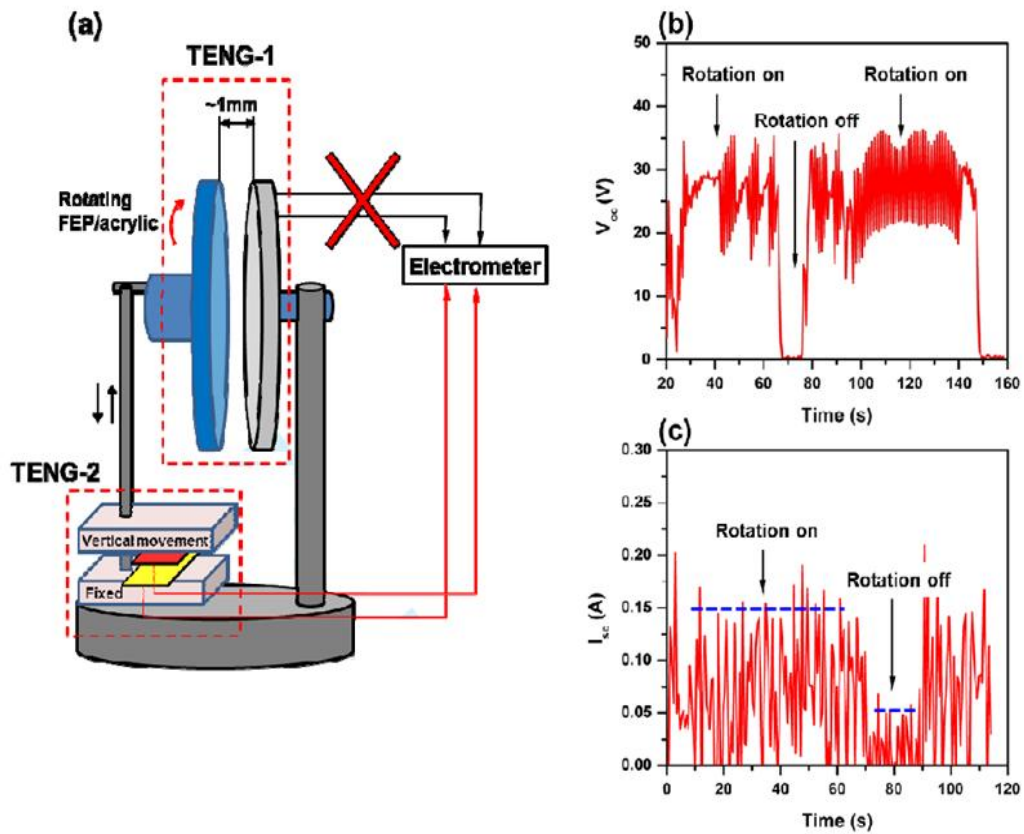 (a)
TENG-1
~1mm
Rotating
FEP/acrylic
Electrometer
TENG-2
Vertical movement
Fixed
(b)
50
40
30
20
10
0
V oc (V)
Rotation on
Rotation on
Rotation off
20 40 60 80 100 120 140 160
Time (s)
(c)
0.30
0.25
0.20
0.15
0.10
0.05
0.00
I sc (A)
Rotation on
Rotation off
0 20 40 60 80 100 120
Time (s)